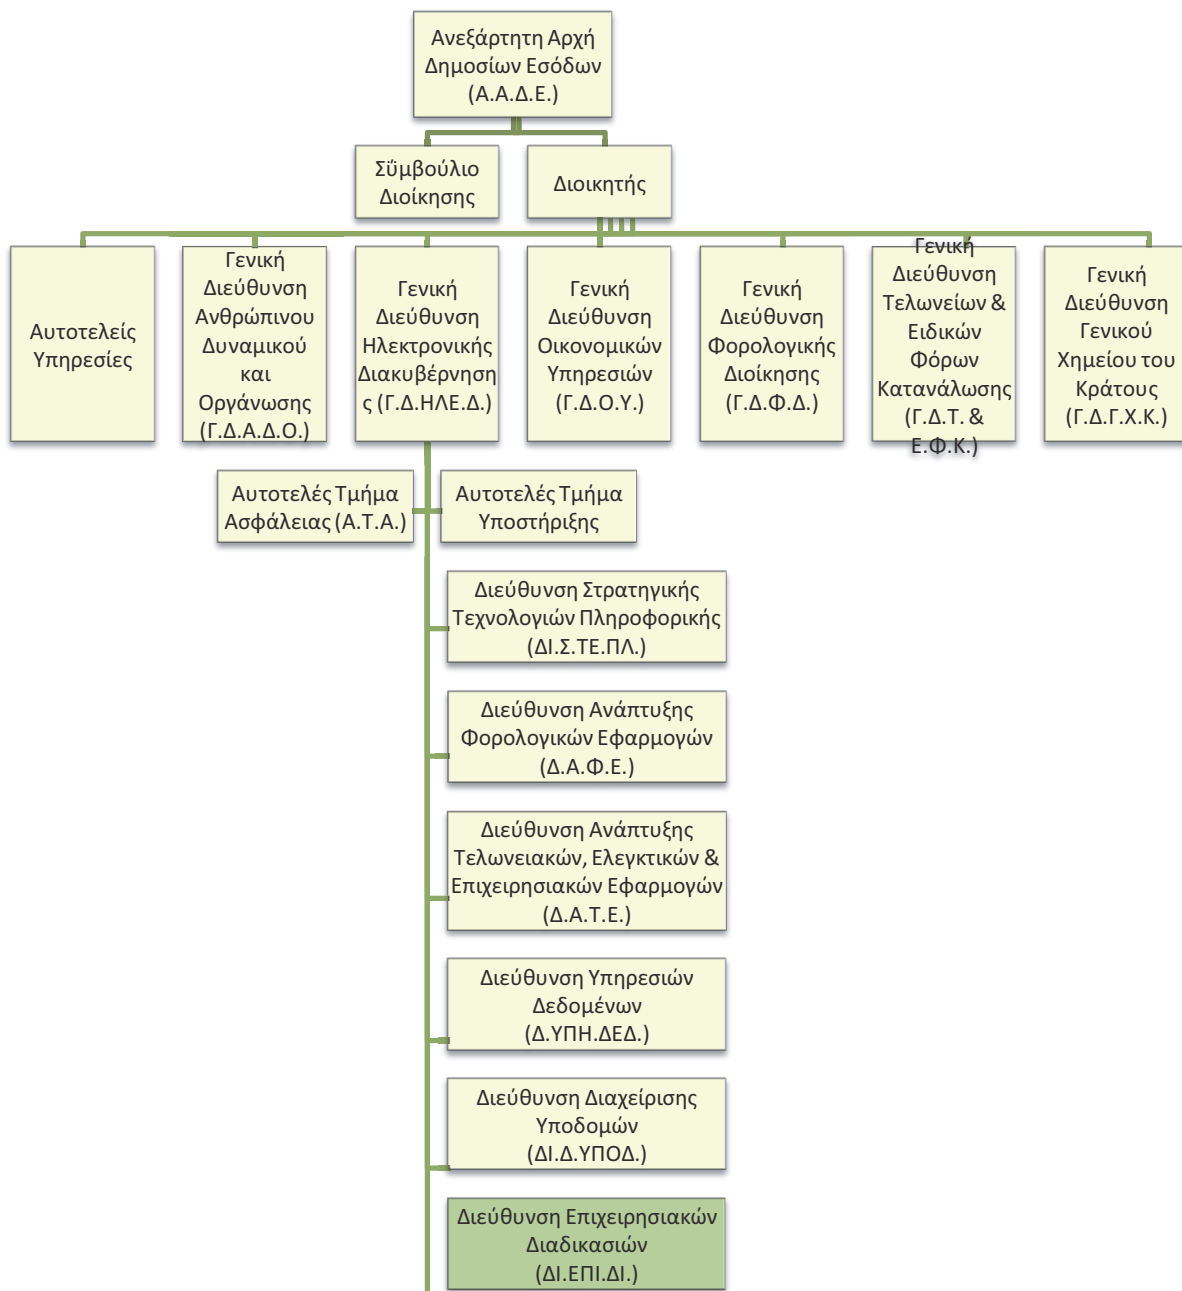 Ανεξάρτητη Αρχή
Δημοσίων Εσόδων
(Α.Α.Δ.Ε.)
Σΰμβούλιο
Διοίκησης
Διοικητής
Αυτοτελείς
Υπηρεσίες
Γενική
Διεύθυνση
Ανθρώπινου
Δυναμικού
και
Οργάνωσης
(Γ.Δ.Α.Δ.Ο.)
Γενική
Διεύθυνση
Ηλεκτρονικής
Διακυβέρνηση
ς (Γ.Δ.ΗΛΕ.Δ.)
Γενική
Διεύθυνση
Οικονομικών
Υπηρεσιών
(Γ.Δ.Ο.Υ.)
Γενική
Διεύθυνση
Φορολογικής
Διοίκησης
(Γ.Δ.Φ.Δ.)
Γενική
Διεύθυνση
Τελωνείων &
Ειδικών
Φόρων
Κατανάλωσης
(Γ.Δ.Τ. &
Ε.Φ.Κ.)
Γενική
Διεύθυνση
Γενικού
Χημείου του
Κράτους
(Γ.Δ.Γ.Χ.Κ.)
Αυτοτελές Τμήμα
Ασφάλειας (Α.Τ.Α.)
Αυτοτελές Τμήμα
Υποστήριξης
Διεύθυνση Στρατηγικής
Τεχνολογιών Πληροφορικής
(ΔΙ.Σ.ΤΕ.ΠΛ.)
Διεύθυνση Ανάπτυξης
Φορολογικών Εφαρμογών
(Δ.Α.Φ.Ε.)
Διεύθυνση Ανάπτυξης
Τελωνειακών, Ελεγκτικών &
Επιχειρησιακών Εφαρμογών
(Δ.Α.Τ.Ε.)
Διεύθυνση Υπηρεσιών
Δεδομένων
(Δ.ΥΠΗ.ΔΕΔ.)
Διεύθυνση Διαχείρισης
Υποδομών
(ΔΙ.Δ.ΥΠΟΔ.)
Διεύθυνση Επιχειρησιακών
Διαδικασιών
(ΔΙ.ΕΠΙ.ΔΙ.)